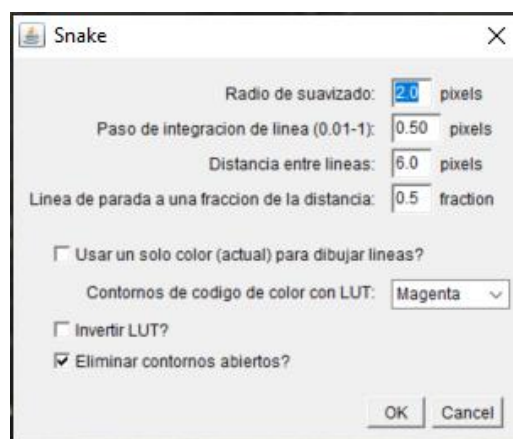 Snake
Radio de suavizado: 2.0 pixels
Paso de integracion de linea (0.01-1): 0.50 pixels
Distancia entre lineas: 6.0 pixels
Linea de parada a una fraccion de la distancia: 0.5 fraction
Usar un solo color (actual) para dibujar lineas?
Contornos de codigo de color con LUT: Magenta
Invertir LUT?
Eliminar contornos abiertos?
OK Cancel